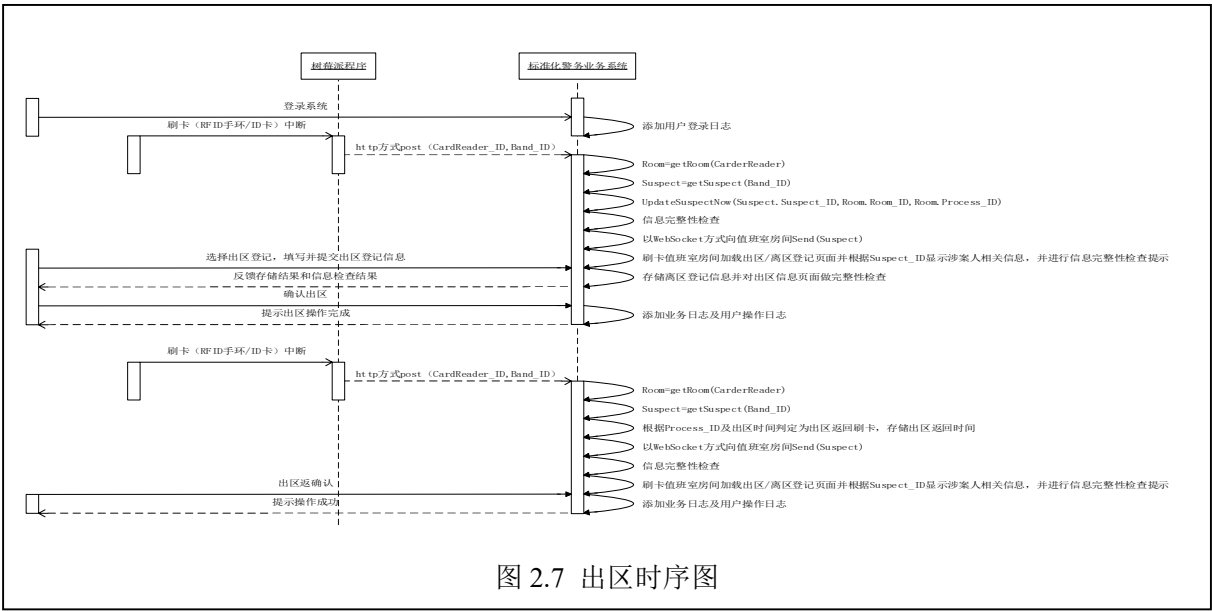 树莓派程序
标准化警务业务系统
登录系统
添加用户登录日志
刷卡（RFID手环/ID卡）中断
http方式post（CardReader_ID,Band_ID）
Room=getRoom(CarderReader)
Suspect=getSuspect(Band_ID)
UpdateSuspectNow(Suspect.Suspect_ID,Room.Room_ID,Room.Process_ID)
信息完整性检查
以WebSocket方式向值班室房间Send(Suspect)
选择出区登记，填写并提交出区登记信息
刷卡值班室房间加载出区/离区登记页面并根据Suspect_ID显示涉案人相关信息，并进行信息完整性检查提示
反馈存储结果和信息检查结果
存储离区登记信息并对出区信息页面做完整性检查
确认出区
提示出区操作完成
添加业务日志及用户操作日志
刷卡（RFID手环/ID卡）中断
http方式post（CardReader_ID,Band_ID）
Room=getRoom(CarderReader)
Suspect=getSuspect(Band_ID)
根据Process_ID及出区时间判定为出区返回刷卡，存储出区返回时间
以WebSocket方式向值班室房间Send(Suspect)
信息完整性检查
出区返确认
刷卡值班室房间加载出区/离区登记页面并根据Suspect_ID显示涉案人相关信息，并进行信息完整性检查提示
提示操作成功
添加业务日志及用户操作日志
图 2.7 出区时序图